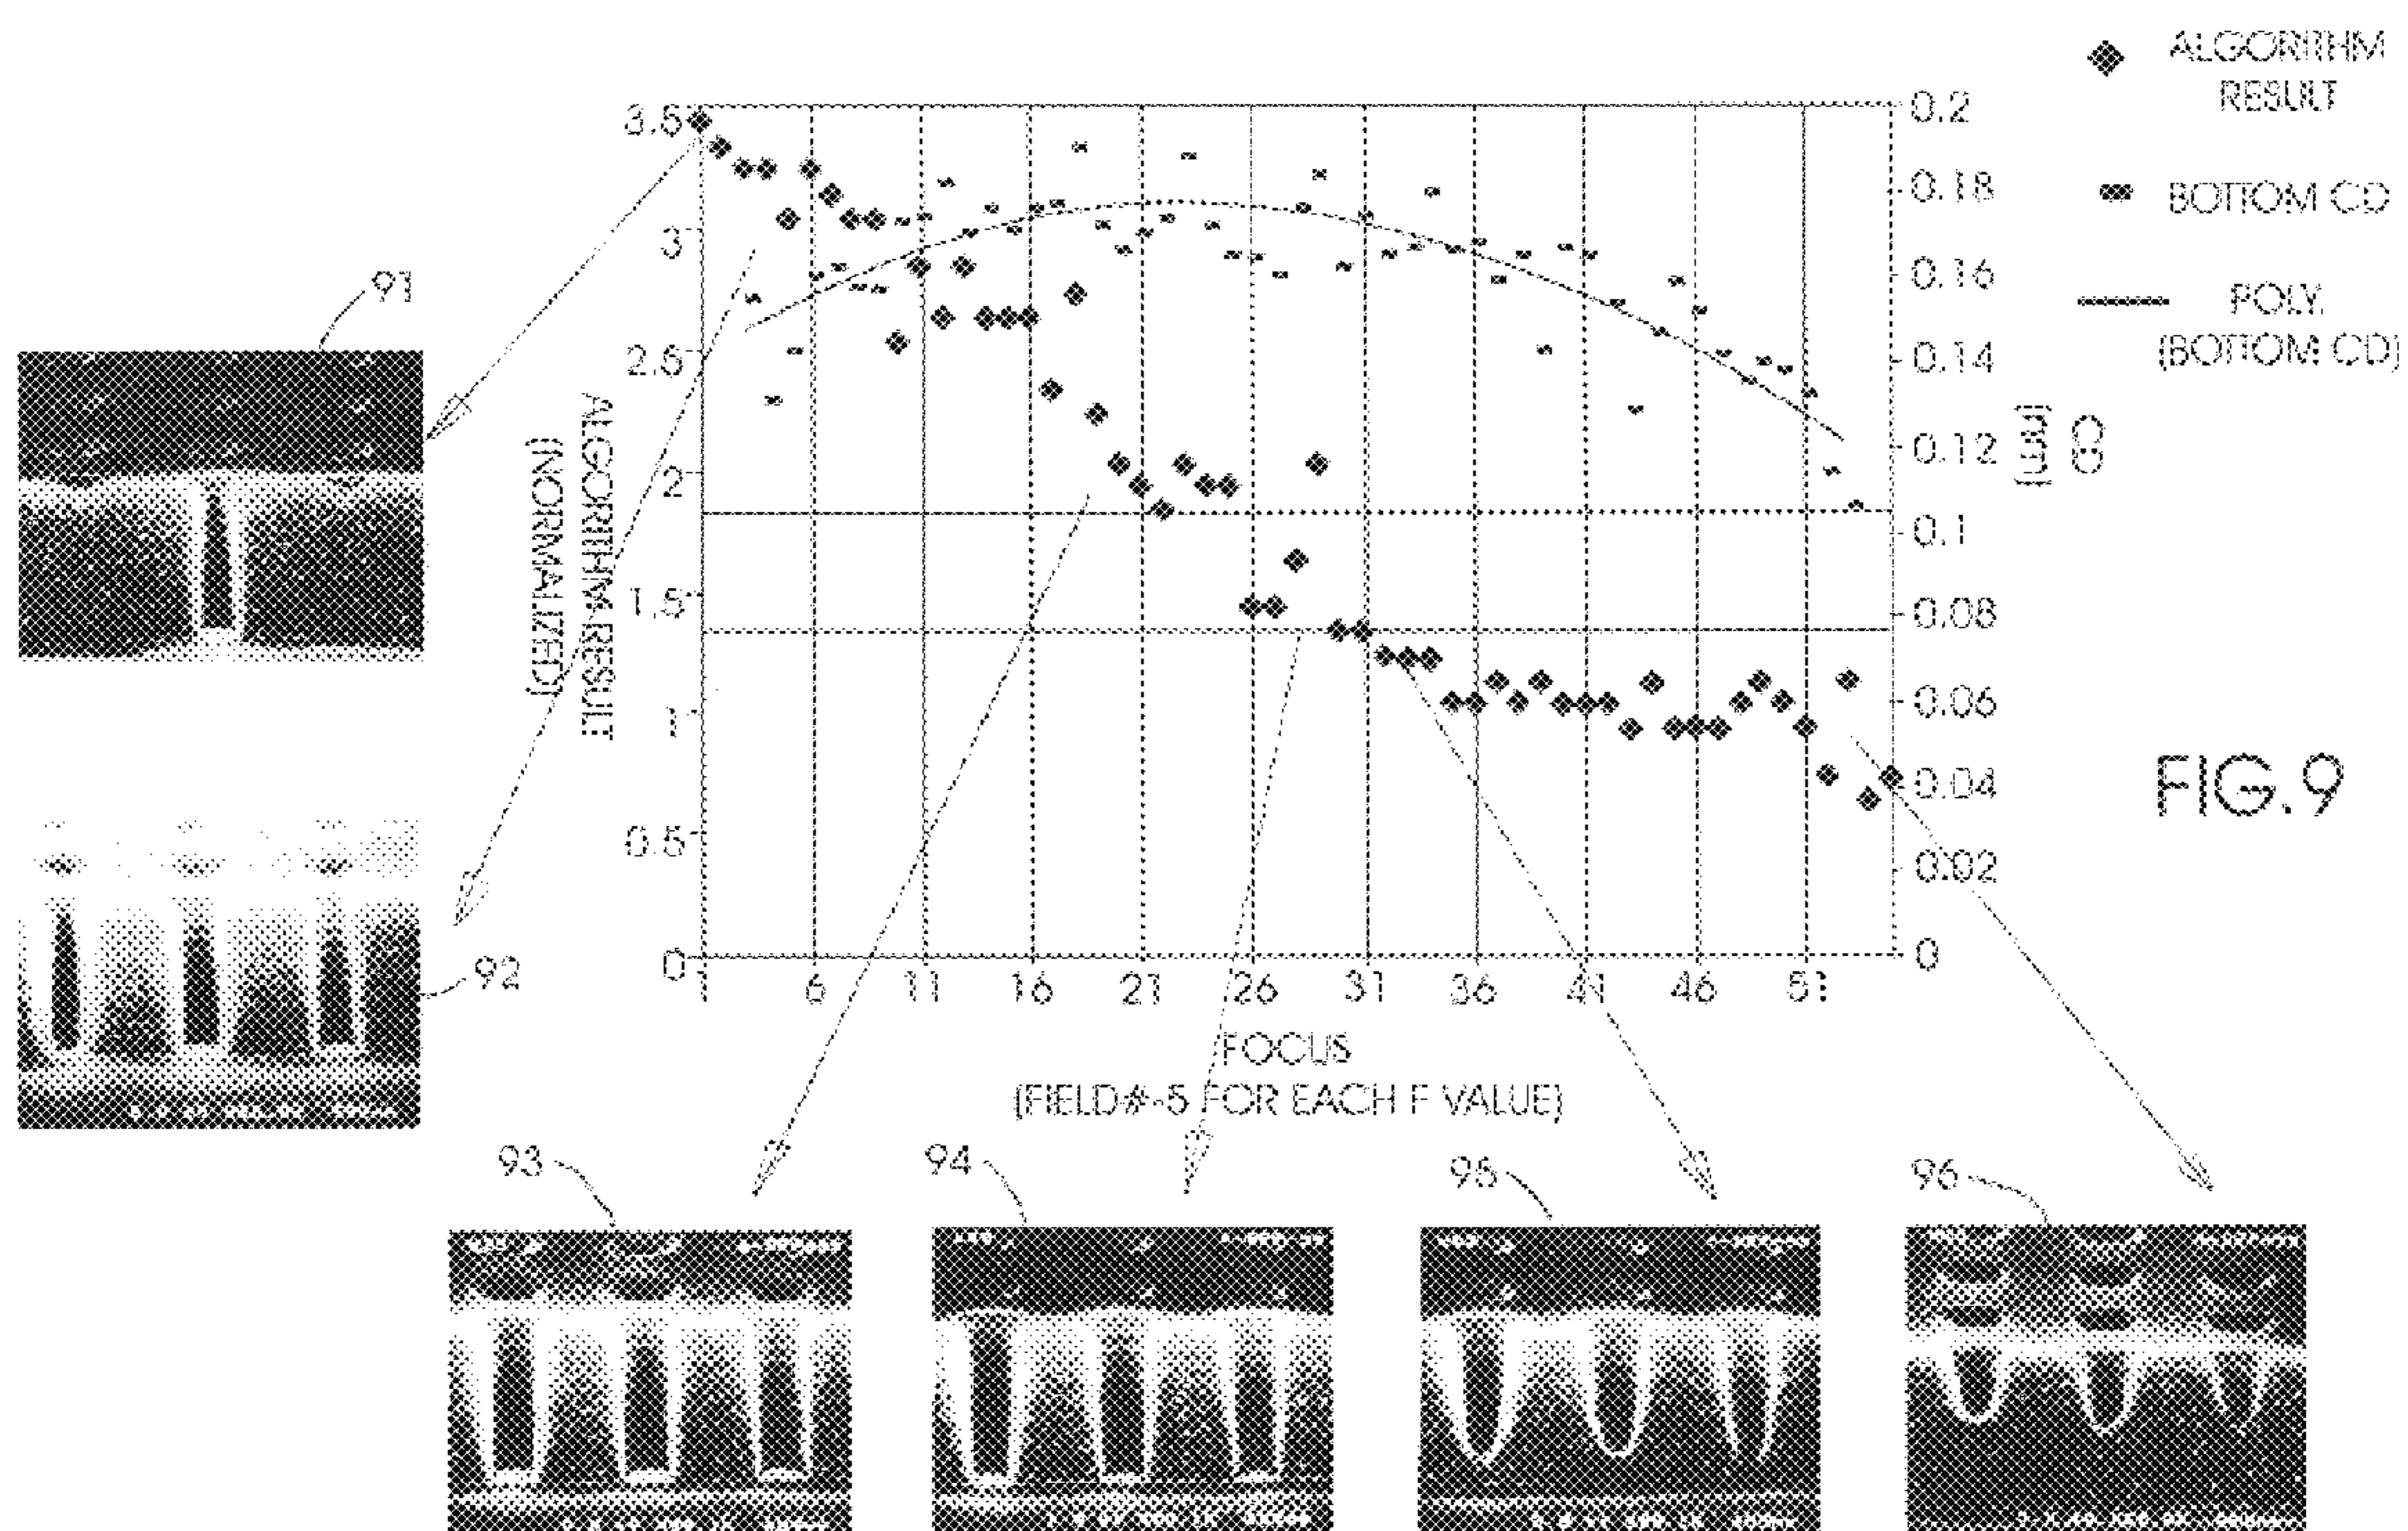 ALGORITHM
RESULT
BOTTOM CD
POLY.
(BOTTOM CD)
3.5
3
2.5
2
1.5
1
0.5
0
ALGORITHM RESULT
(NORMALIZED)
0.2
0.18
0.16
0.14
0.12
0.1
0.08
0.06
0.04
0.02
0
CD
1 6 11 16 21 26 31 36 41 46 51
FOCUS
(FIELD#-5 FOR EACH F VALUE)
FIG.9
91
92
93
94
95
96